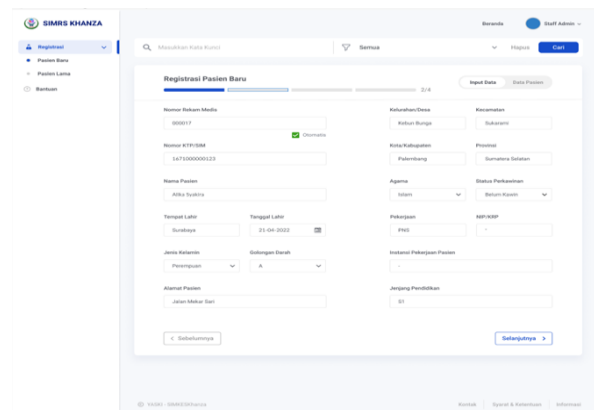 SIMRS KHANZA
Beranda
Staff Admin
Registrasi
Pasien Baru
Pasien Lama
Bantuan
Masukkan Kata Kunci
Semua
Hapus
Cari
Registrasi Pasien Baru
2/4
Input Data
Data Pasien
Nomor Rekam Medis
000017
Otomatis
Nomor KTP/SIM
1671000000123
Nama Pasien
Atika Syakira
Tempat Lahir
Tanggal Lahir
Surabaya
21-04-2022
Jenis Kelamin
Golongan Darah
Perempuan
A
Alamat Pasien
Jalan Mekar Sari
Kelurahan/Desa
Kecamatan
Kebun Bunga
Sukarami
Kota/Kabupaten
Provinsi
Palembang
Sumatera Selatan
Agama
Status Perkawinan
Islam
Belum Kawin
Pekerjaan
NIP/NRP
PNS
-
Instansi Pekerjaan Pasien
-
Jenjang Pendidikan
S1
< Sebelumnya
Selanjutnya >
Kontak
Syarat & Ketentuan
Informasi